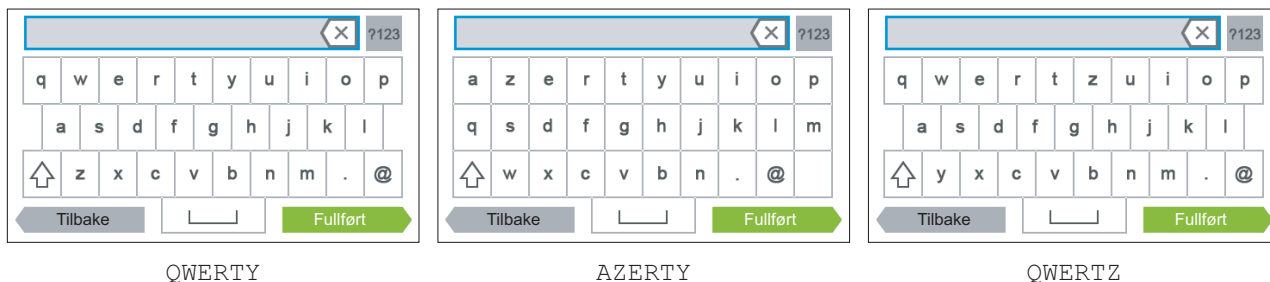 ?123 ?123 ?123
q w e r t y u i o p a z e r t y u i o p q w e r t z u i o p
a s d f g h j k l q s d f g h j k l m a s d f g h j k l
z x c v b n m . @ w x c v b n . @ y x c v b n m . @
Tilbake Fullført Tilbake Fullført Tilbake Fullført
QWERTY AZERTY QWERTZ